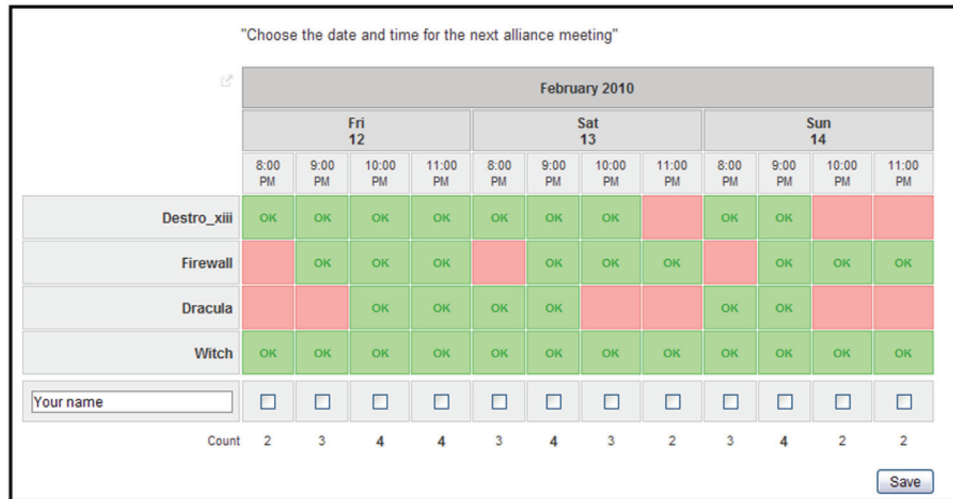 "Choose the date and time for the next alliance meeting"
February 2010
Fri Sat Sun
12 13 14
8:00 9:00 10:00 11:00 8:00 9:00 10:00 11:00 8:00 9:00 10:00 11:00
PM PM PM PM PM PM PM PM PM PM PM PM
Destro_xiii OK OK OK OK OK OK OK OK OK
Firewall OK OK OK OK OK OK OK OK OK
Dracula OK OK OK OK OK OK
Witch OK OK OK OK OK OK OK OK OK OK OK OK
Your name
Count 2 3 4 4 3 4 3 2 3 4 2 2
Save